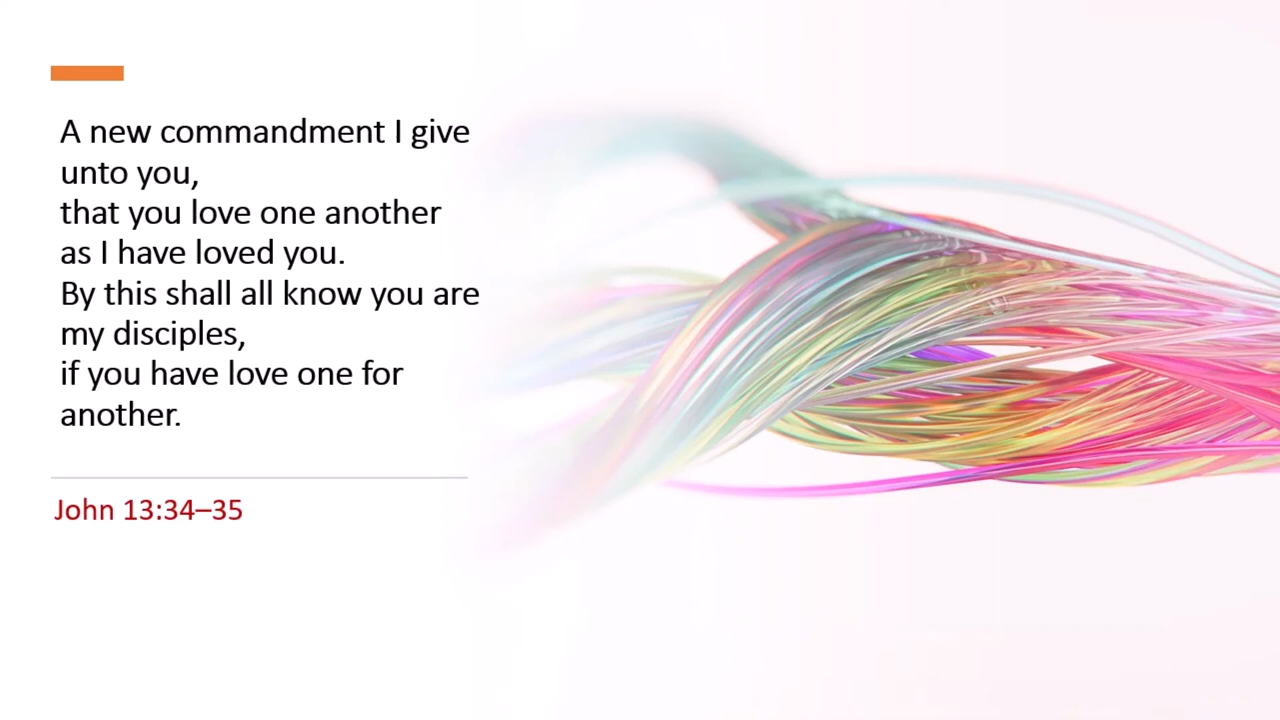 A new commandment I give
unto you,
that you love one another
as I have loved you.
By this shall all know you are
my disciples,
if you have love one for
another.
John 13:34–35